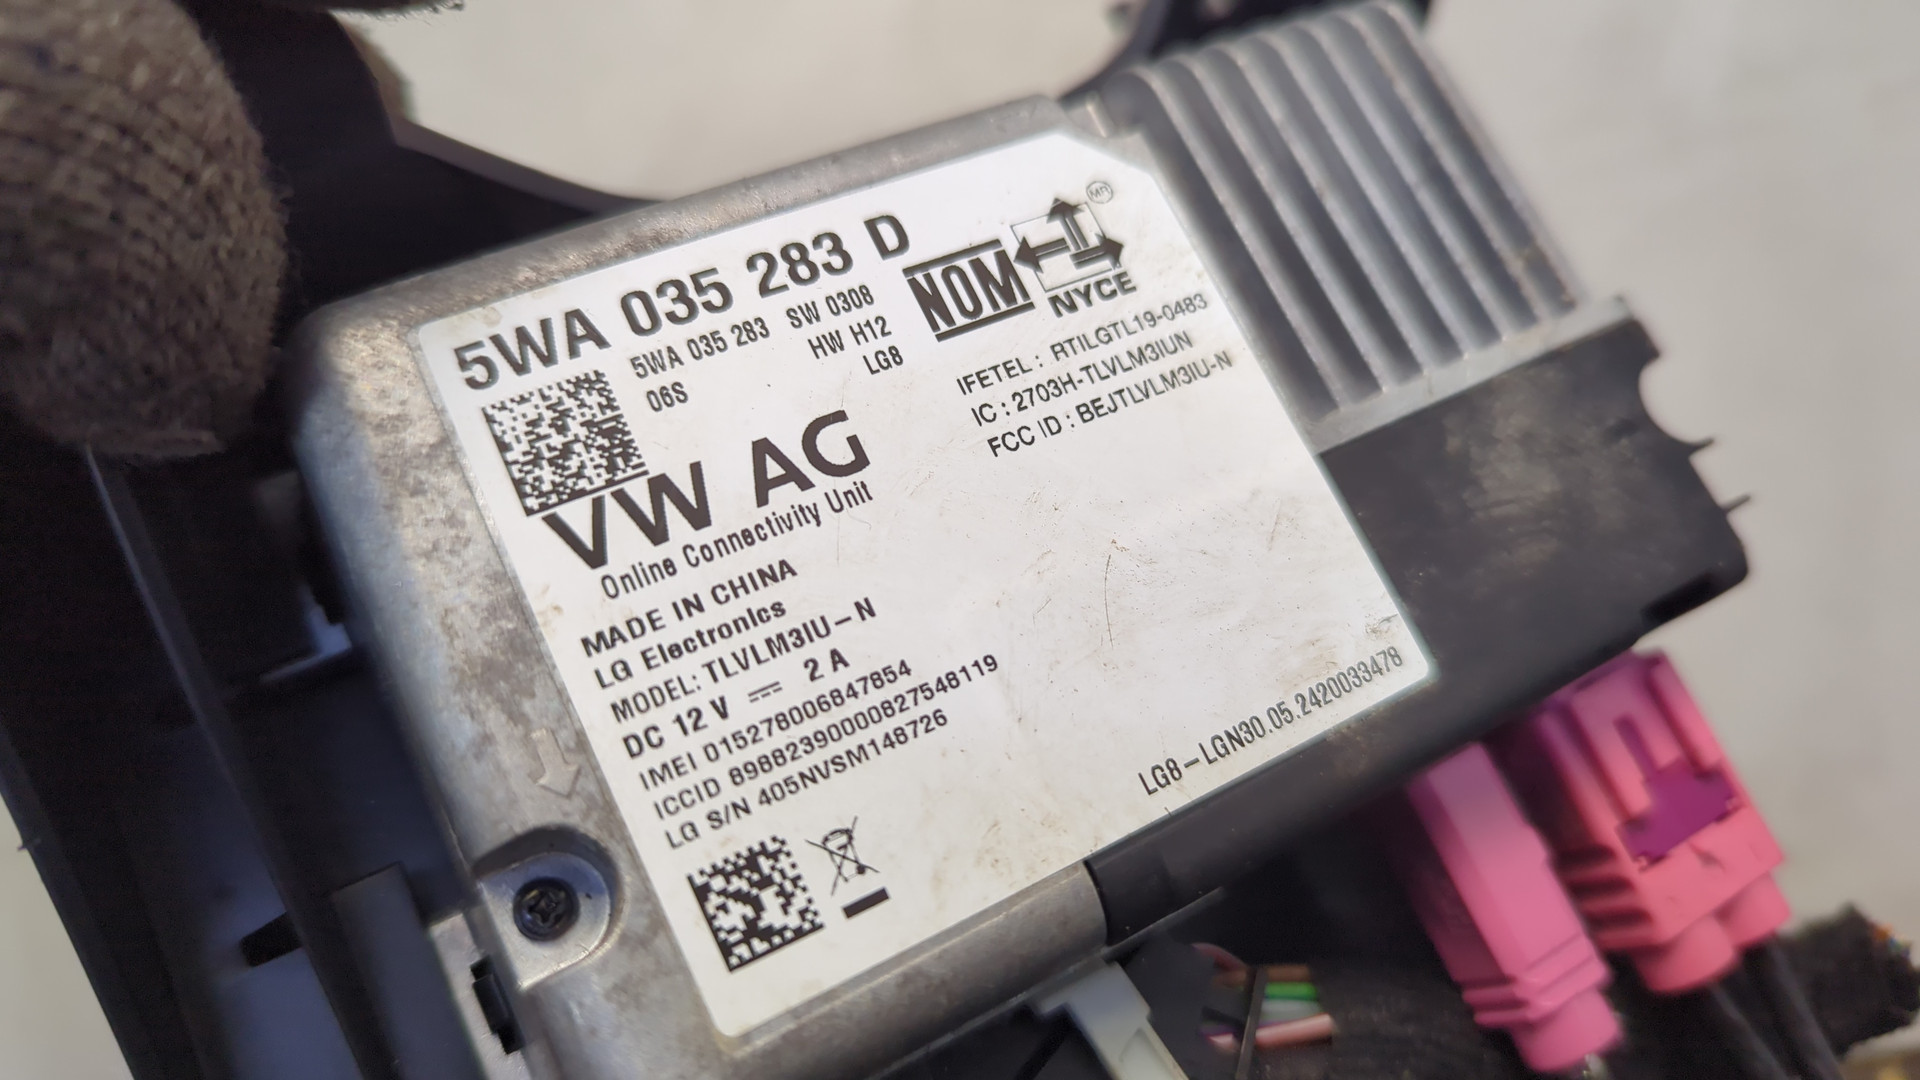 5WA 035 283 D
5WA 035 283 SW 0308
HW H12
06S LG8
VW AG
Online Connectivity Unit
NOM
MR
NYCE
IFETEL : RTILGTL19-0483
IC : 2703H-TLVLM3IUN
FCC ID : BEJTLVLM3IU-N
MADE IN CHINA
LG Electronics
MODEL: TLVLM3IU-N
DC 12 V ⎓ 2 A
IMEI 015278006847854
ICCID 89882390000827548119
LG S/N 405NVSM148726
LG8-LGN30.05.2420033478